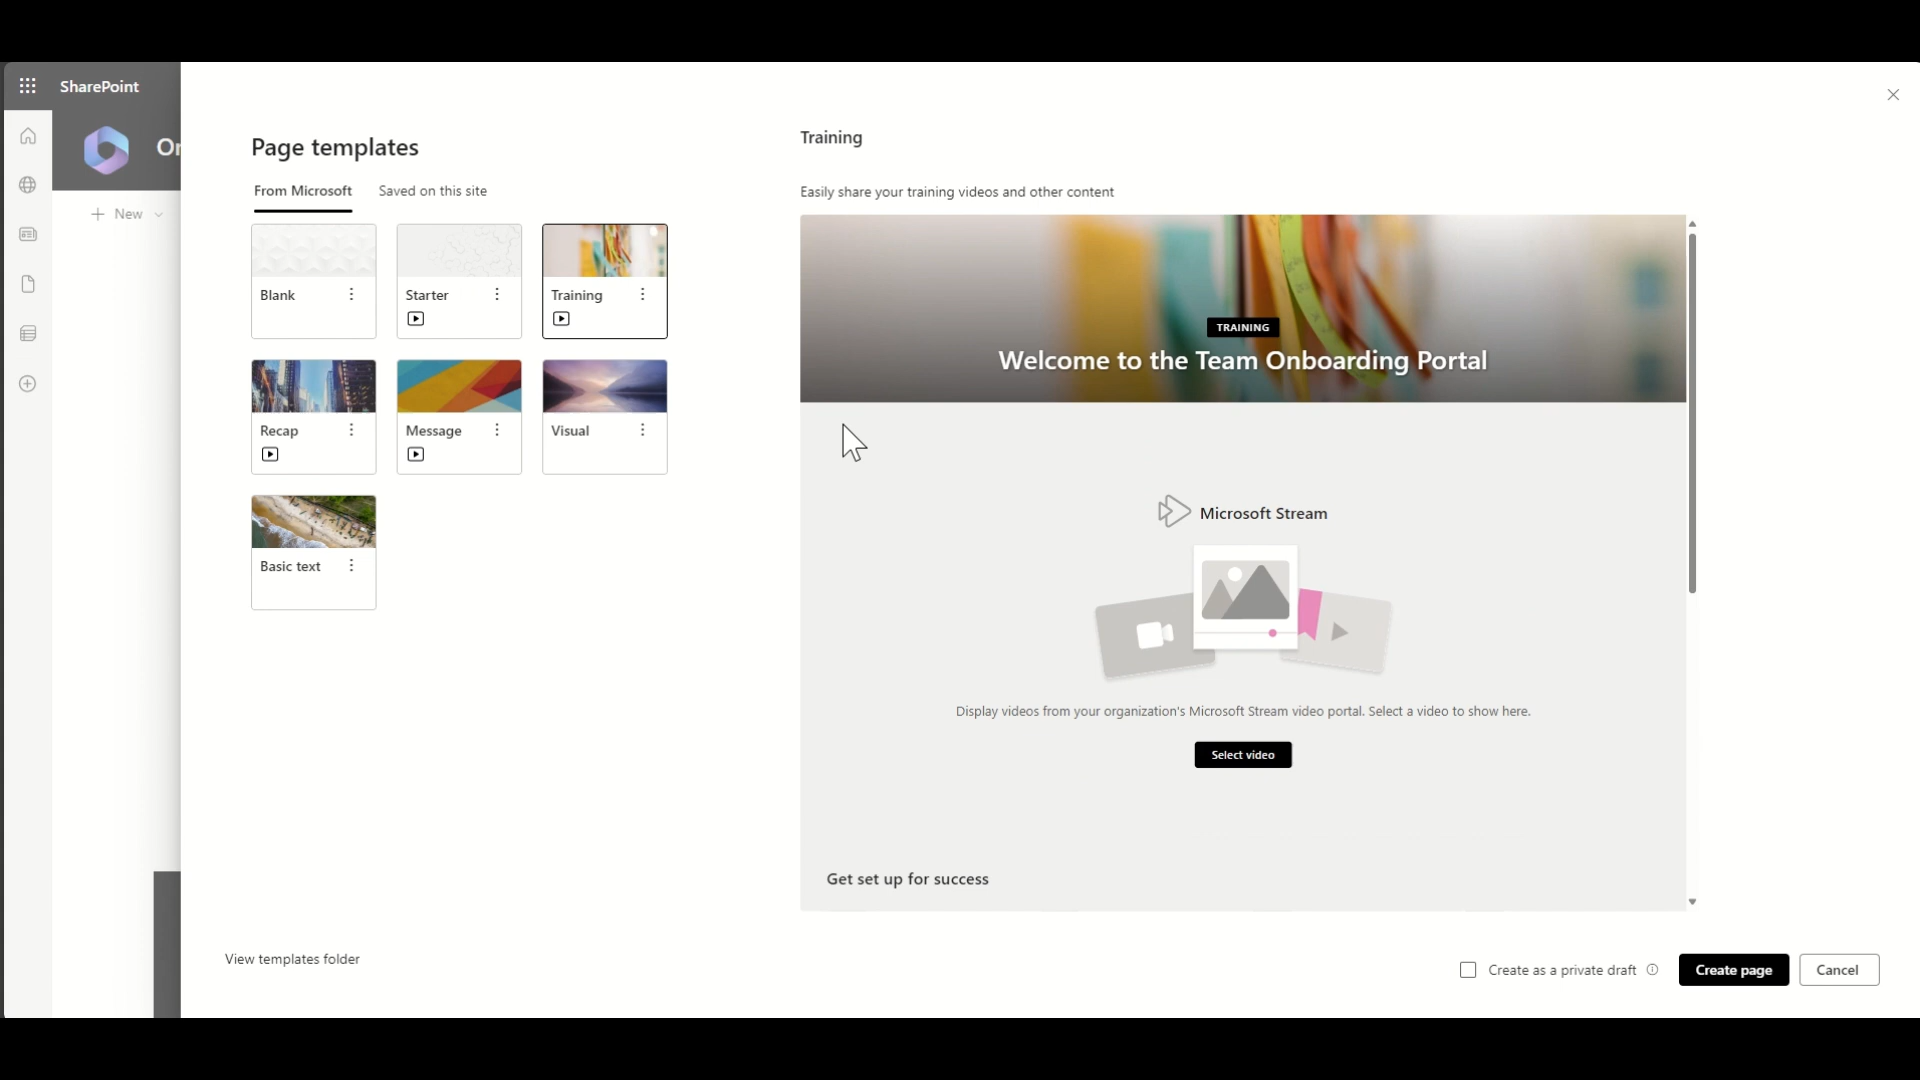 SharePoint
Or
New
Page templates
From Microsoft
Saved on this site
Blank
Starter
Training
Recap
Message
Visual
Basic text
View templates folder
Training
Easily share your training videos and other content
TRAINING
Welcome to the Team Onboarding Portal
Microsoft Stream
Display videos from your organization's Microsoft Stream video portal. Select a video to show here.
Select video
Get set up for success
Create as a private draft
Create page
Cancel